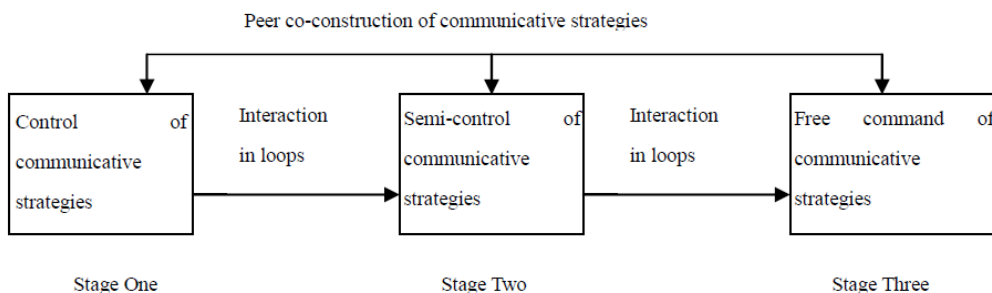 Peer co-construction of communicative strategies
Control of
communicative
strategies
Interaction
in loops
Semi-control of
communicative
strategies
Interaction
in loops
Free command of
communicative
strategies
Stage One
Stage Two
Stage Three